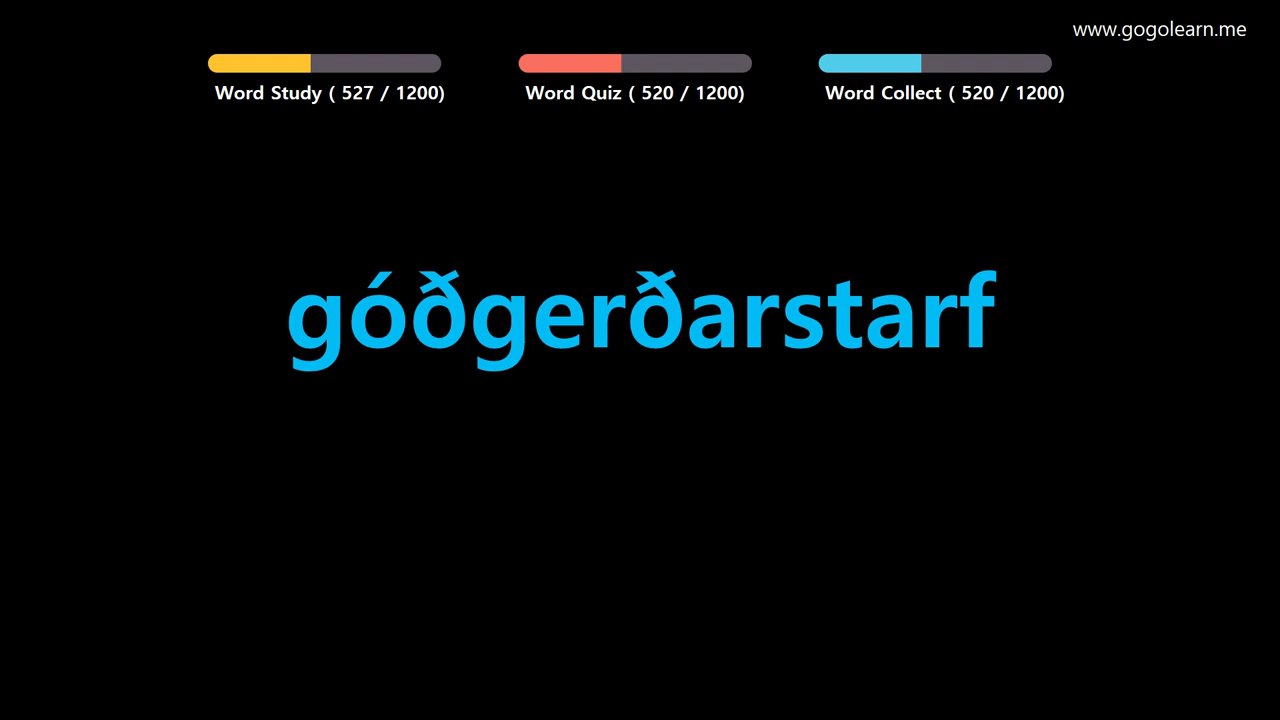 www.gogolearn.me
Word Study ( 527 / 1200)
Word Quiz ( 520 / 1200)
Word Collect ( 520 / 1200)
góðgerðarstarf